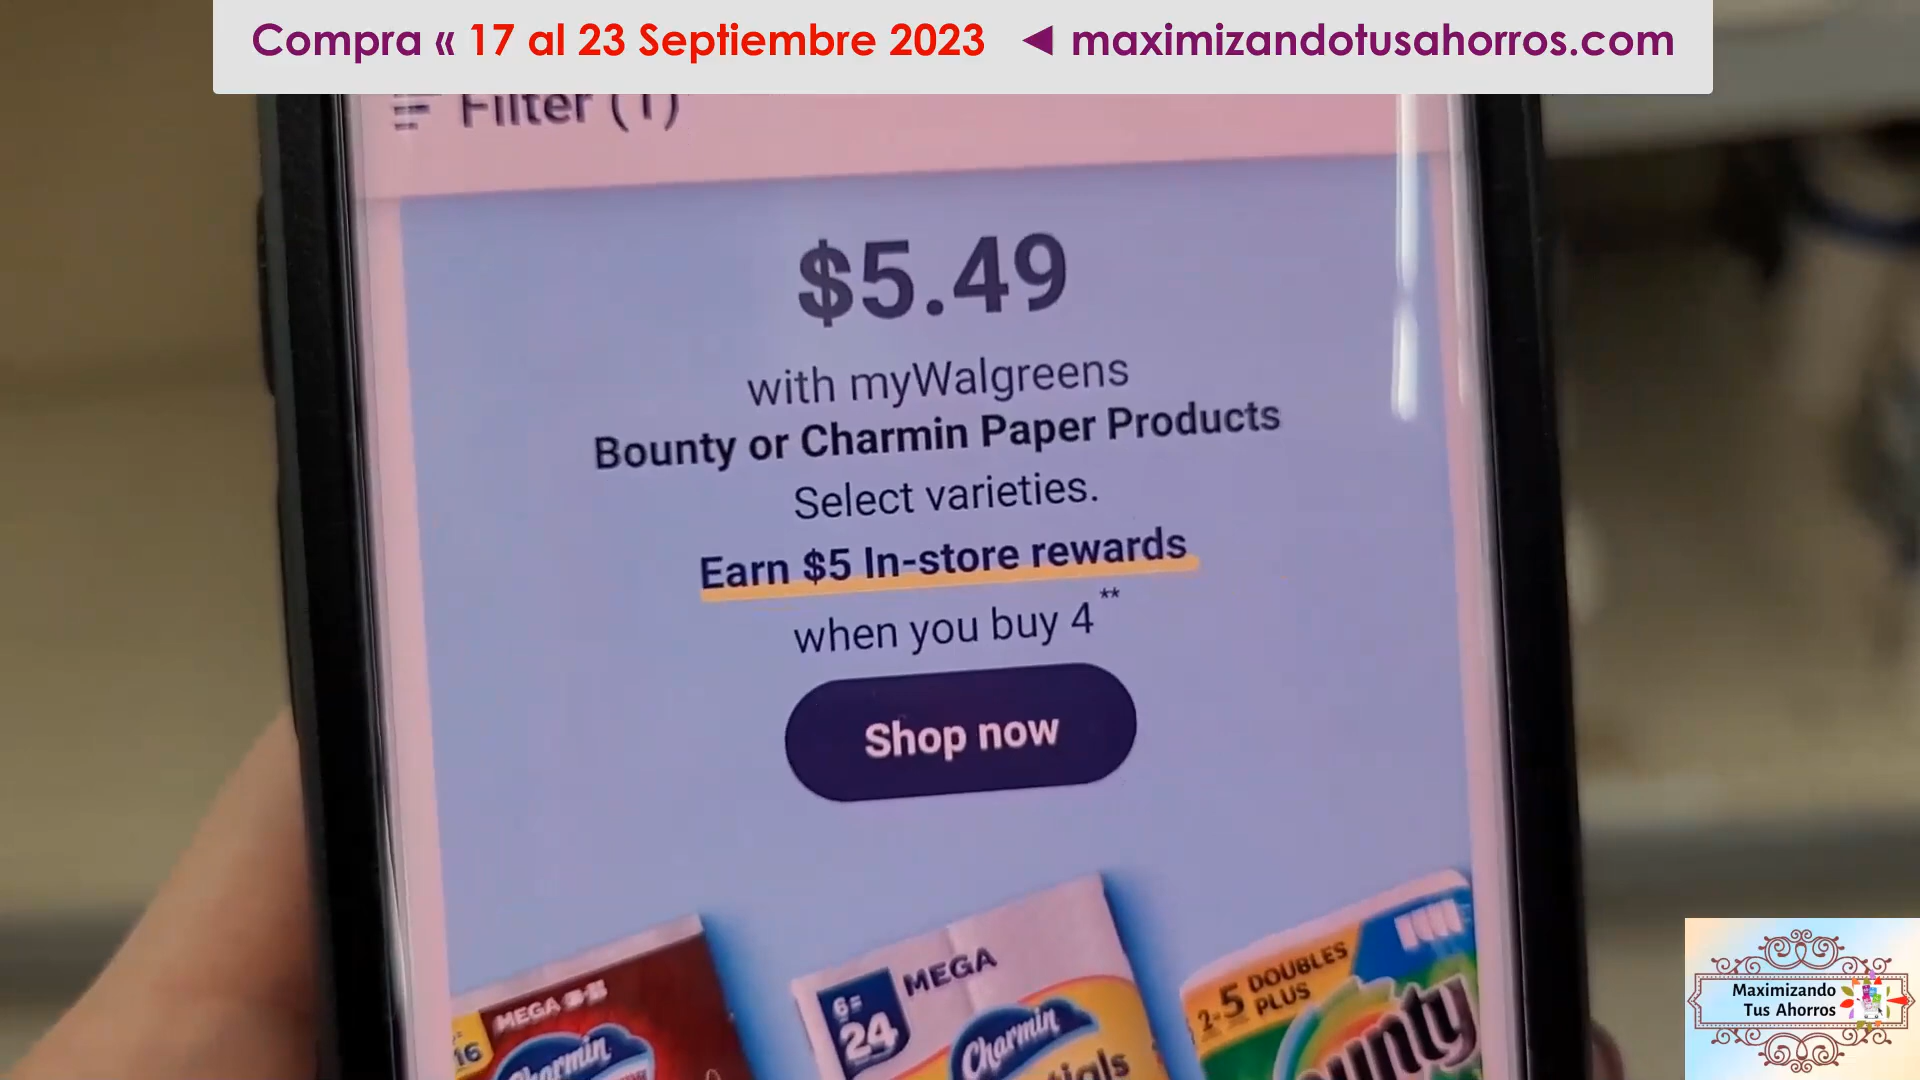 Compra « 17 al 23 Septiembre 2023 ◄ maximizandotusahorros.com
Filter (1)
$5.49
with myWalgreens
Bounty or Charmin Paper Products
Select varieties.
Earn $5 In-store rewards
when you buy 4**
Shop now
MEGA
16
Charmin
6=
24
MEGA
Charmin
2=5 DOUBLES
PLUS
Maximizando
Tus Ahorros